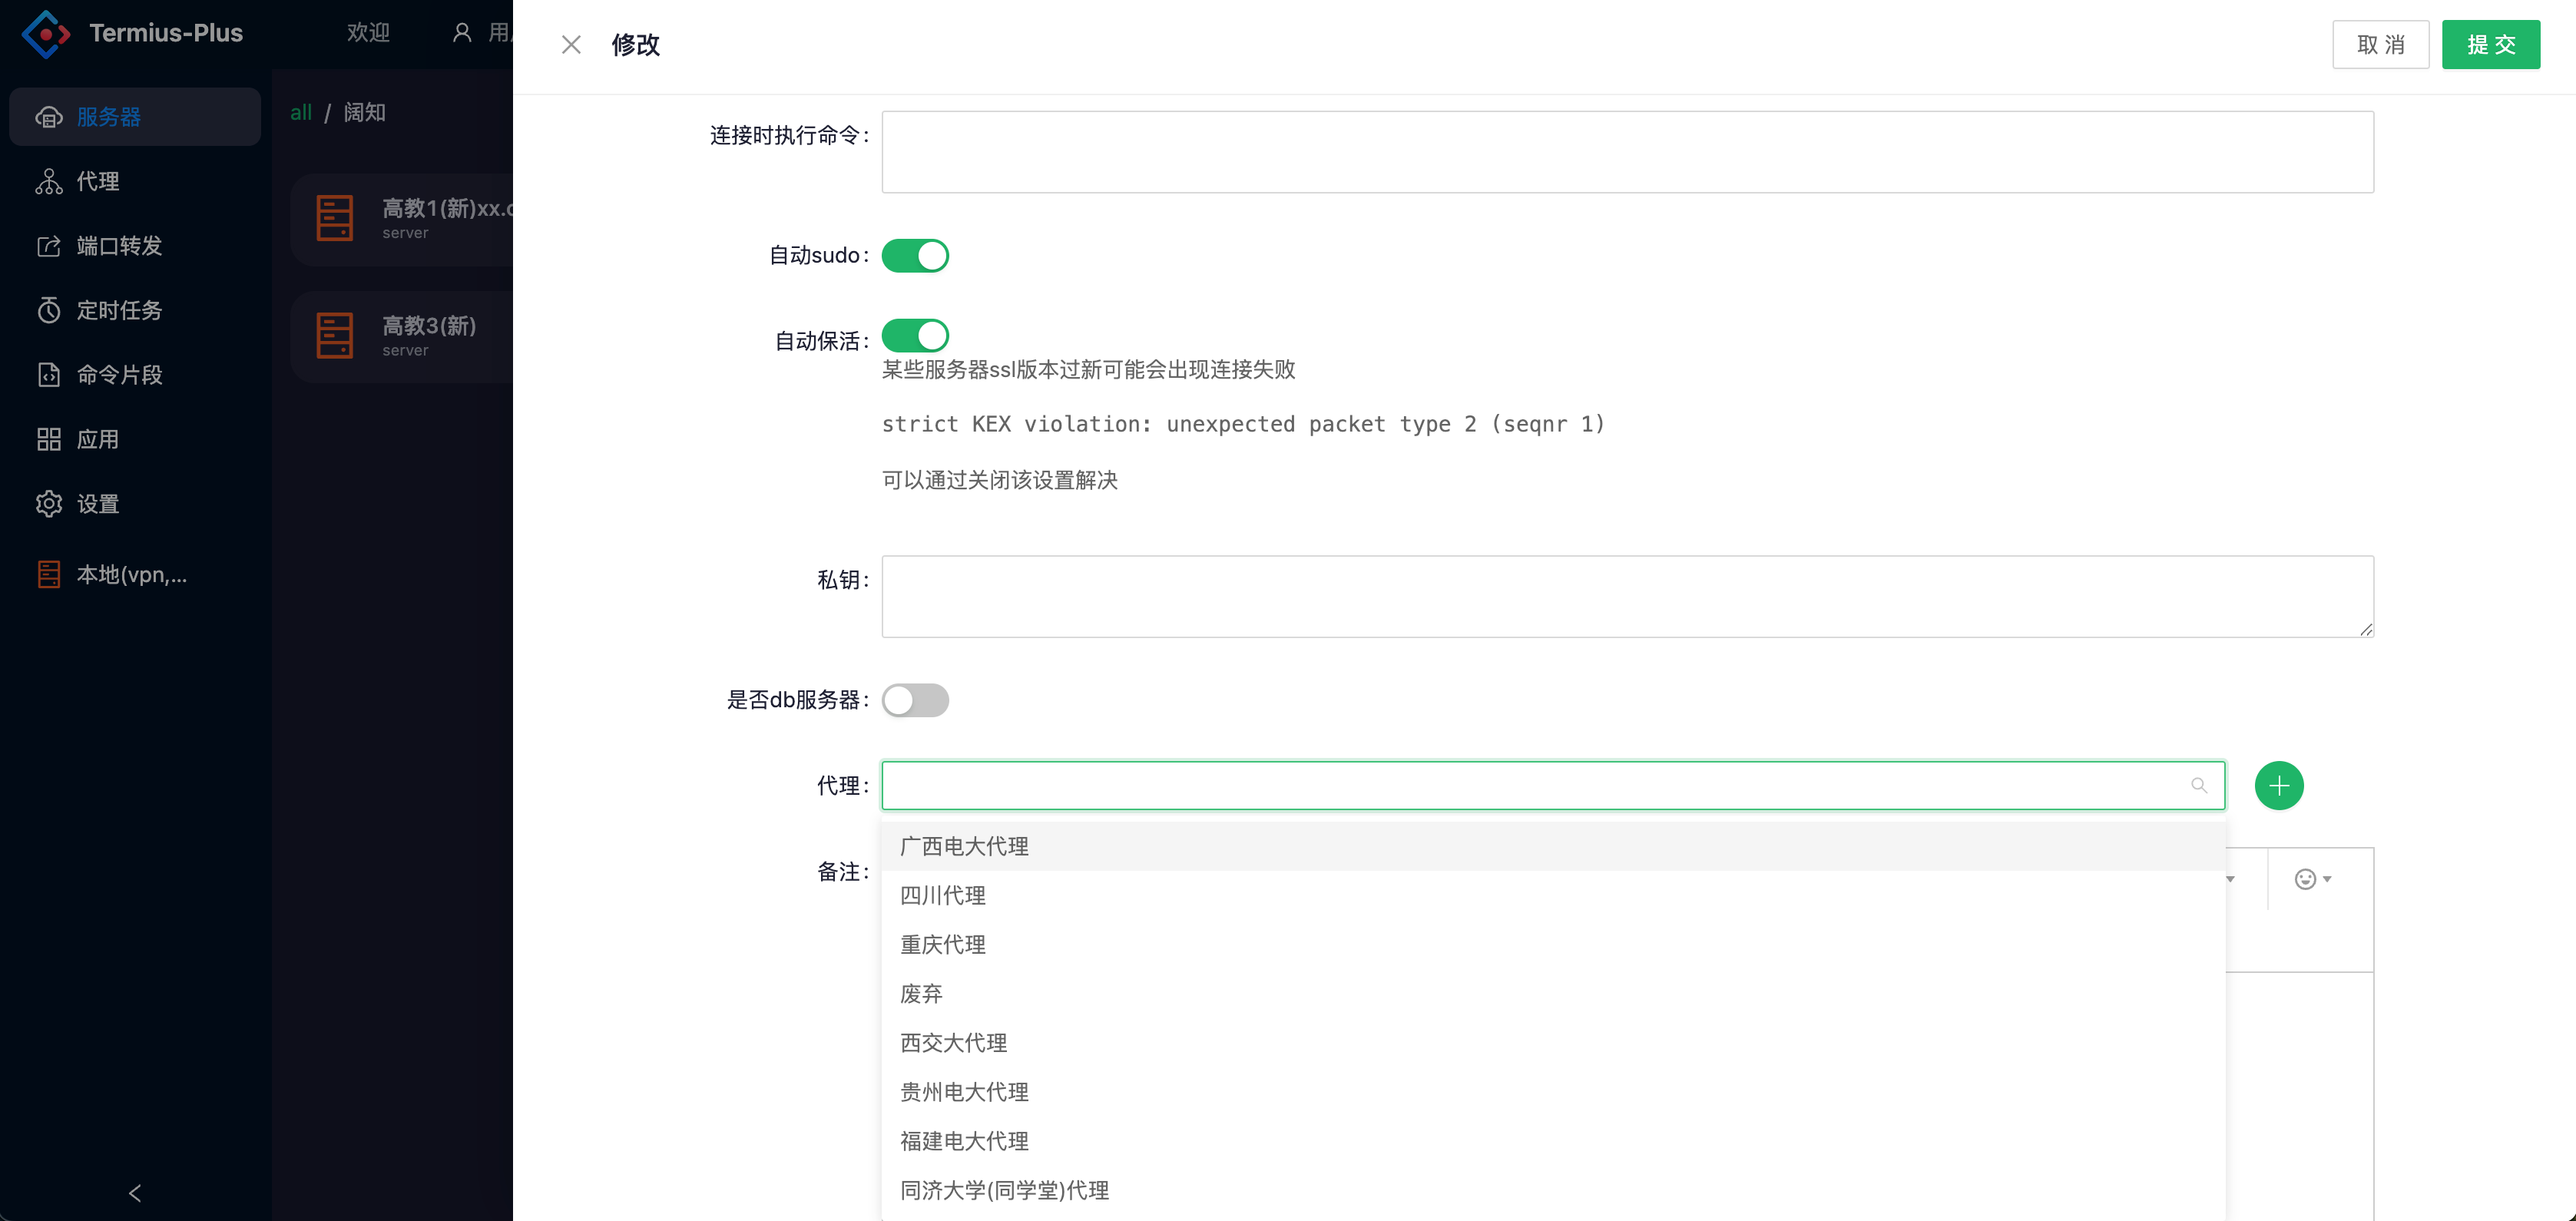 Termius-Plus
欢迎
用
服务器
代理
端口转发
定时任务
命令片段
应用
设置
本地(vpn,...
all / 阔知
高教1(新)xx.c
server
高教3(新)
server
修改
取 消
提 交
连接时执行命令:
自动sudo:
自动保活:
某些服务器ssl版本过新可能会出现连接失败
strict KEX violation: unexpected packet type 2 (seqnr 1)
可以通过关闭该设置解决
私钥:
是否db服务器:
代理:
备注:
广西电大代理
四川代理
重庆代理
废弃
西交大代理
贵州电大代理
福建电大代理
同济大学(同学堂)代理